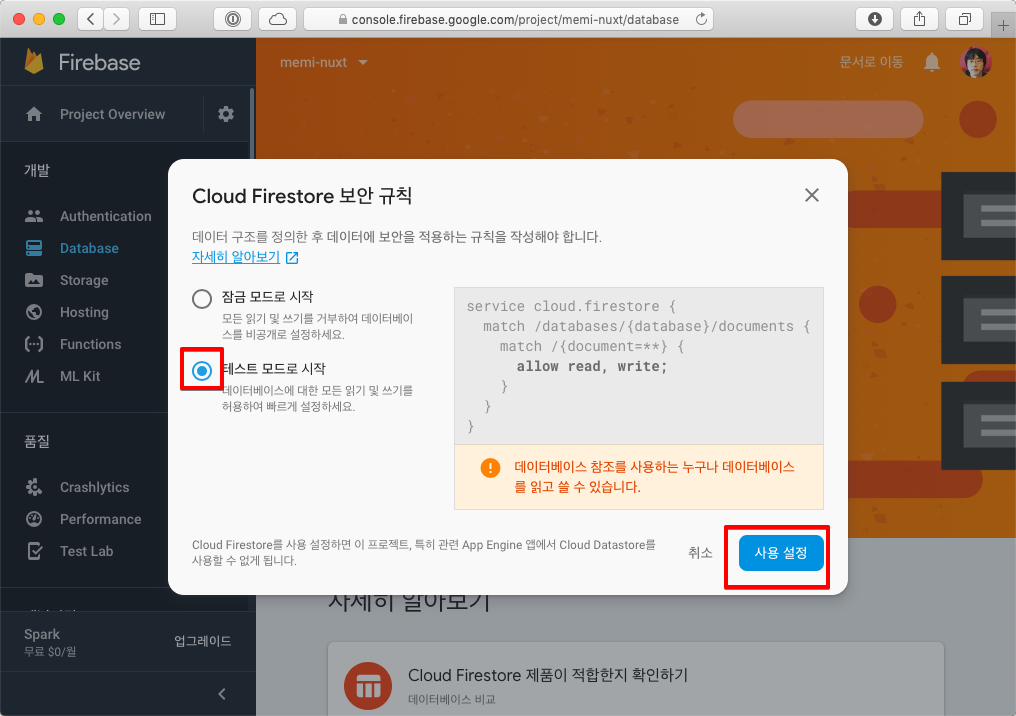 console.firebase.google.com/project/memi-nuxt/database
Firebase
memi-nuxt
문서로 이동
Project Overview
개발
Authentication
Database
Storage
Hosting
Functions
ML Kit
품질
Crashlytics
Performance
Test Lab
Spark
무료 $0/월
업그레이드
Cloud Firestore 보안 규칙
데이터 구조를 정의한 후 데이터에 보안을 적용하는 규칙을 작성해야 합니다.
자세히 알아보기
잠금 모드로 시작
모든 읽기 및 쓰기를 거부하여 데이터베이
스를 비공개로 설정하세요.
테스트 모드로 시작
데이터베이스에 대한 모든 읽기 및 쓰기를
허용하여 빠르게 설정하세요.
service cloud.firestore {
match /databases/{database}/documents {
match /{document=**} {
allow read, write;
}
}
}
데이터베이스 참조를 사용하는 누구나 데이터베이스
를 읽고 쓸 수 있습니다.
Cloud Firestore를 사용 설정하면 이 프로젝트, 특히 관련 App Engine 앱에서 Cloud Datastore를
사용할 수 없게 됩니다.
취소
사용 설정
자세히 알아보기
Cloud Firestore 제품이 적합한지 확인하기
데이터베이스 비교